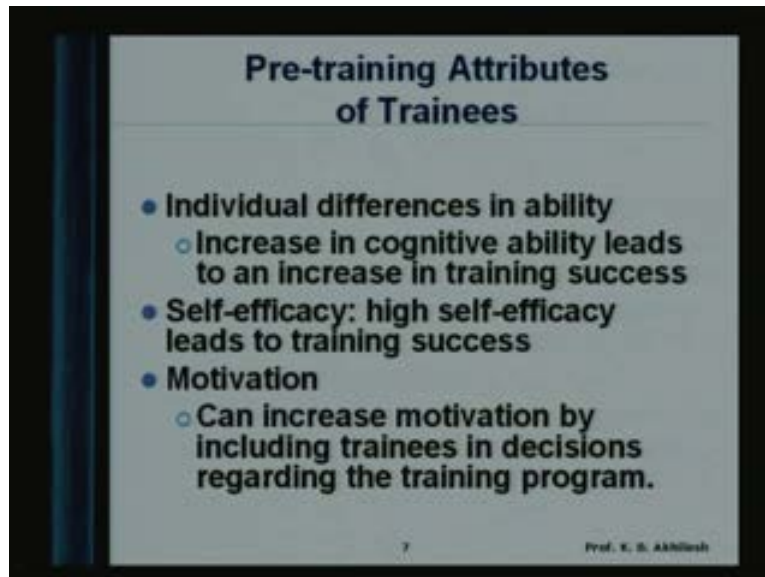 Pre-training Attributes
of Trainees
• Individual differences in ability
○ Increase in cognitive ability leads
to an increase in training success
• Self-efficacy: high self-efficacy
leads to training success
• Motivation
○ Can increase motivation by
including trainees in decisions
regarding the training program.
7 Prof. K. B. Akhilesh